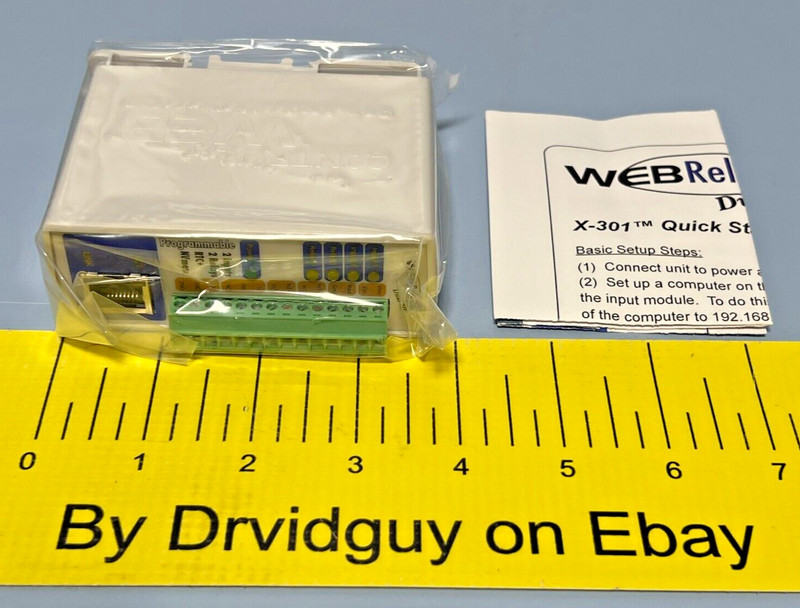 Programmable
WEBRel
X-301™ Quick St
Basic Setup Steps:
(1) Connect unit to power
(2) Set up a computer on t
the input module. To do thi
of the computer to 192.168
0 1 2 3 4 5 6 7
By Drvidguy on Ebay